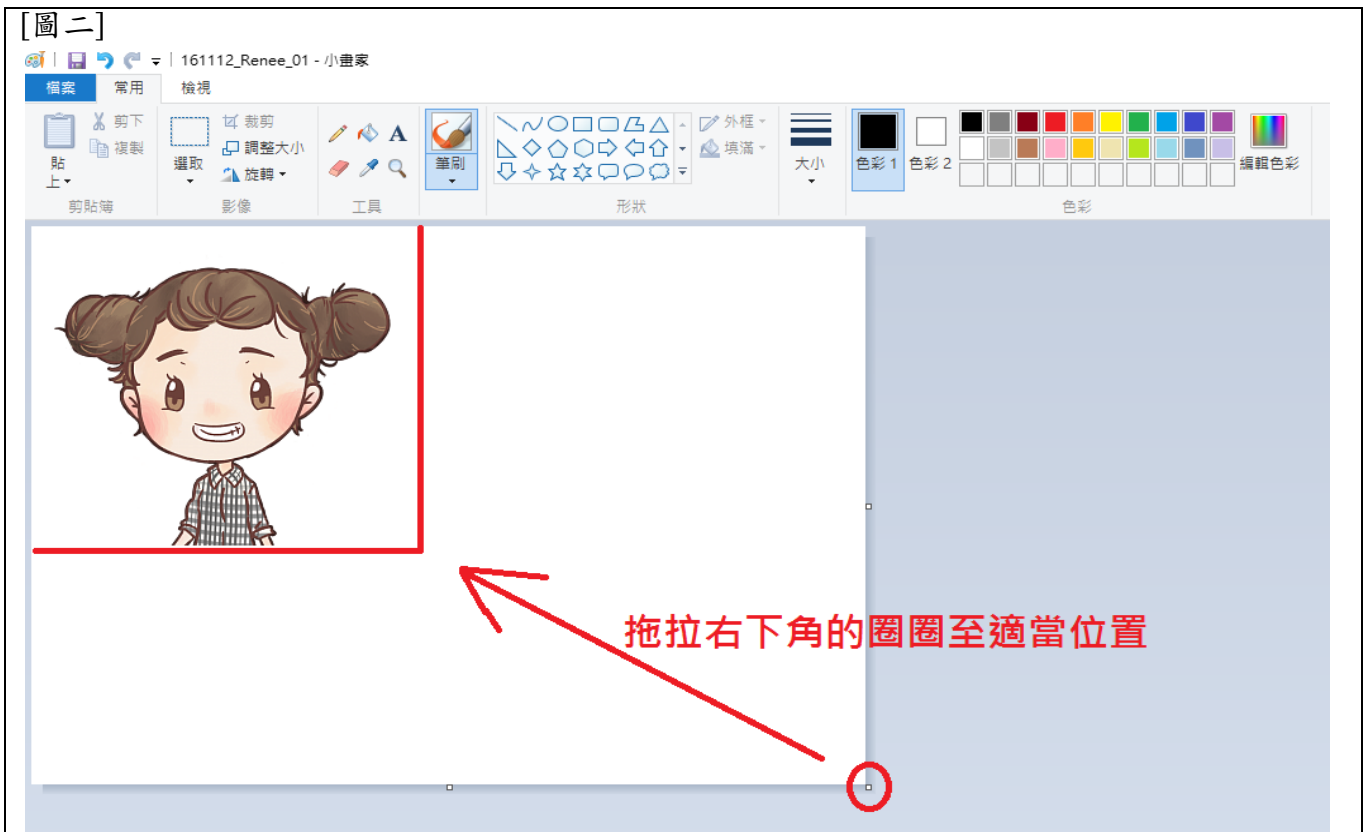 [圖二]
161112_Renee_01 - 小畫家
檔案 常用 檢視
剪下
複製
貼上
剪貼簿
選取
裁剪
調整大小
旋轉
影像
A
工具
筆刷
外框
填滿
形狀
大小
色彩 1
色彩 2
編輯色彩
色彩
拖拉右下角的圈圈至適當位置